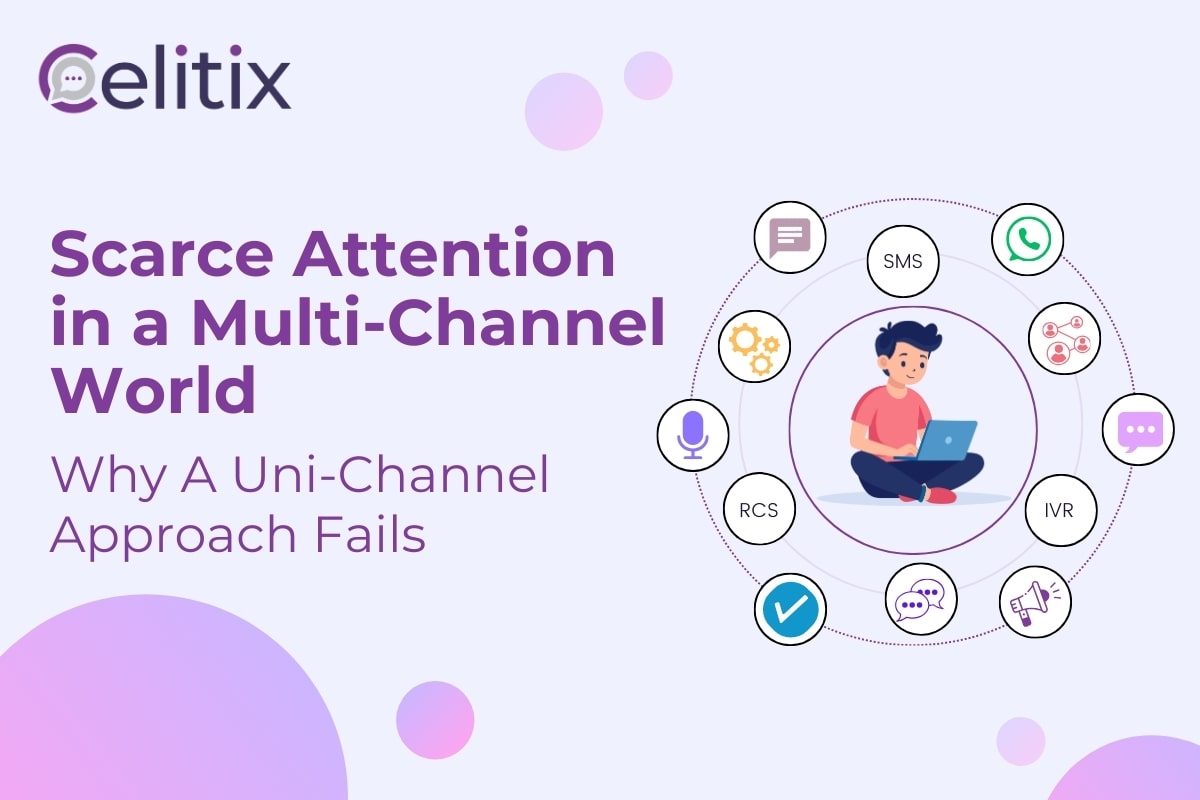 Celitix
Scarce Attention
in a Multi-Channel
World
Why A Uni-Channel
Approach Fails
SMS
RCS
IVR